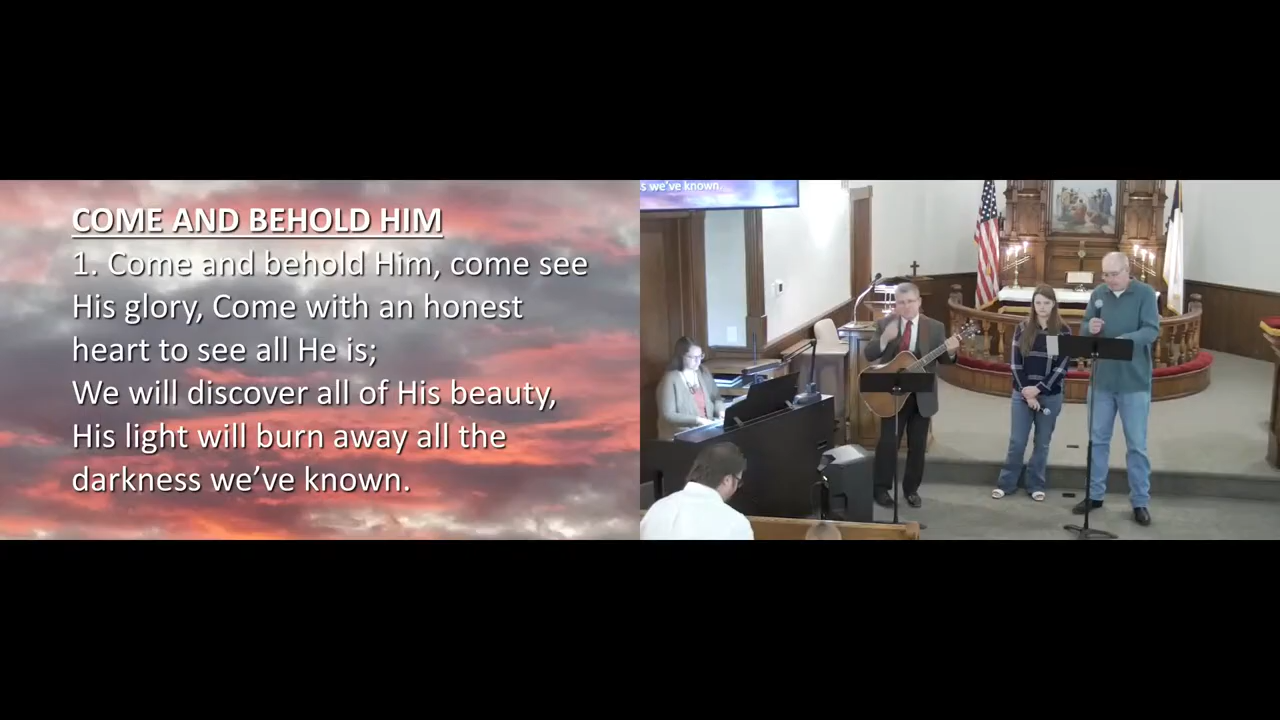 COME AND BEHOLD HIM
1. Come and behold Him, come see
His glory, Come with an honest
heart to see all He is;
We will discover all of His beauty,
His light will burn away all the
darkness we’ve known.
s we've known.